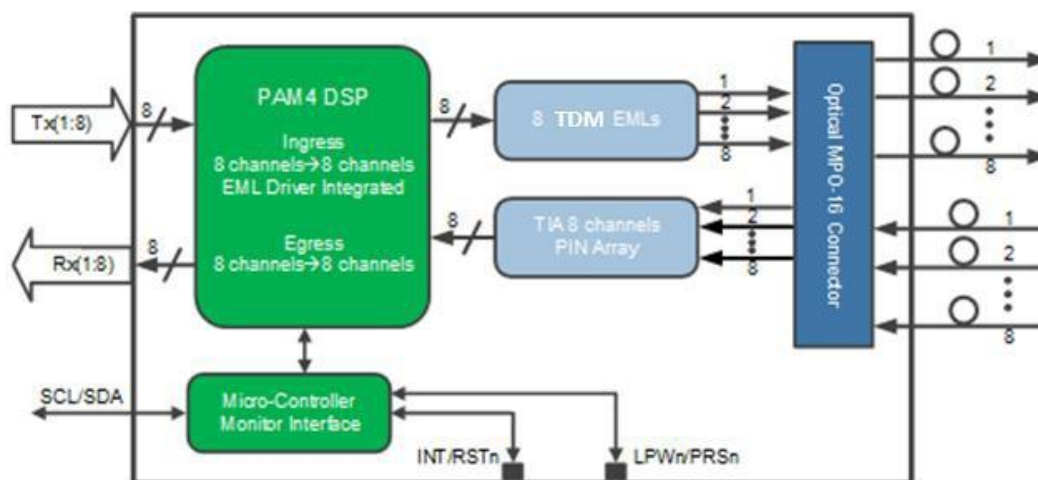 Tx(1:8)
8
PAM4 DSP
Ingress
8 channels→8 channels
EML Driver Integrated
Egress
8 channels→8 channels
8
8 TDM EMLs
1
2
8
Optical MPO-16 Connector
1
2
8
Rx(1:8)
8
8
TIA 8 channels
PIN Array
1
2
8
1
2
8
SCL/SDA
Micro-Controller
Monitor Interface
INT/RSTn
LPWn/PRSn